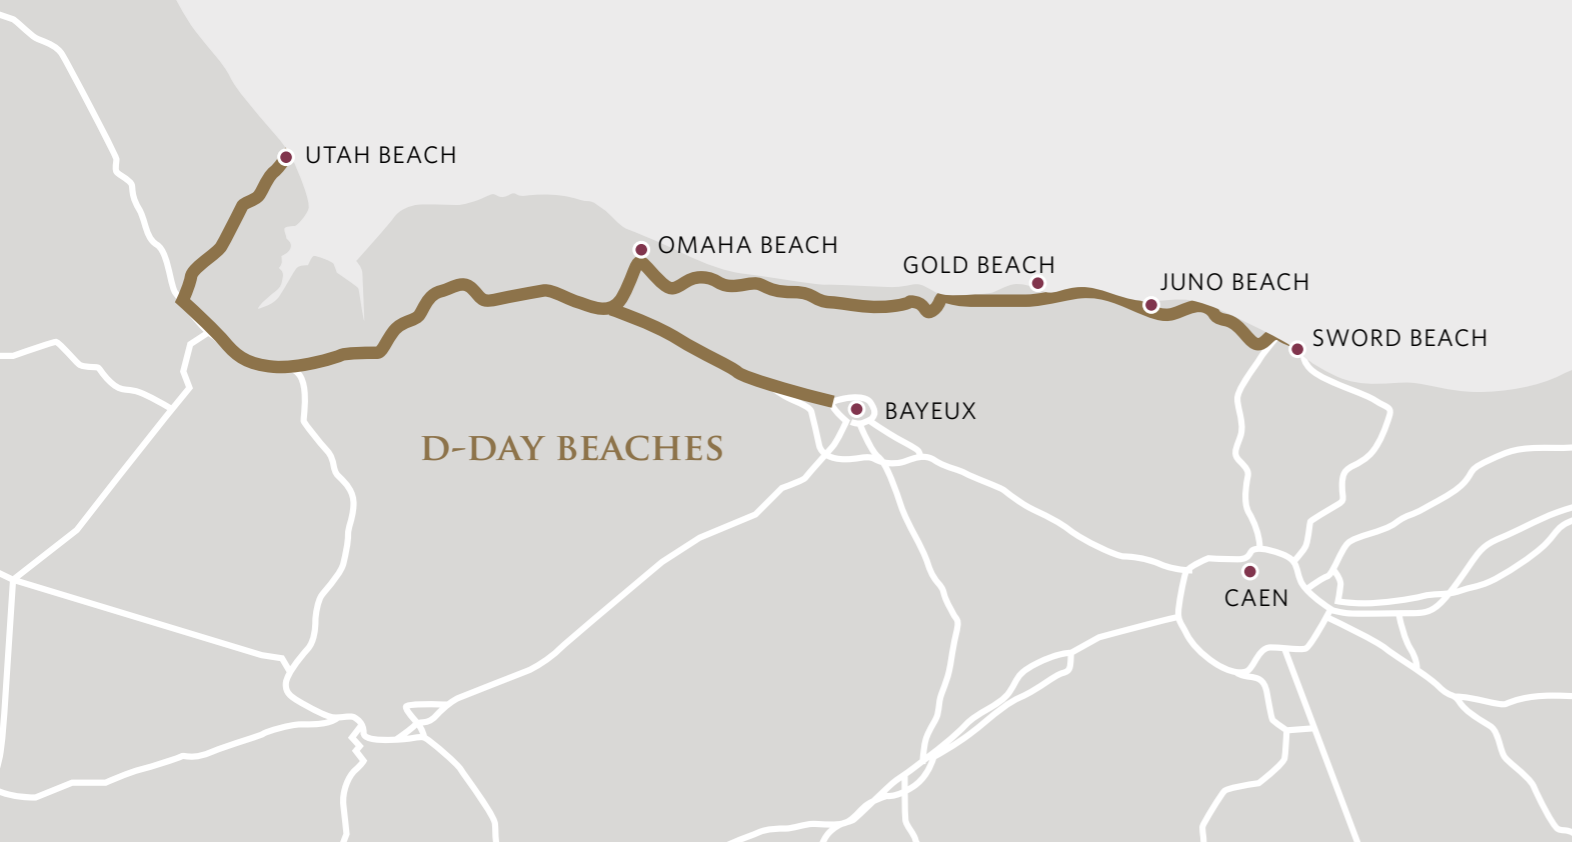 UTAH BEACH
OMAHA BEACH
GOLD BEACH
JUNO BEACH
SWORD BEACH
BAYEUX
D-DAY BEACHES
CAEN